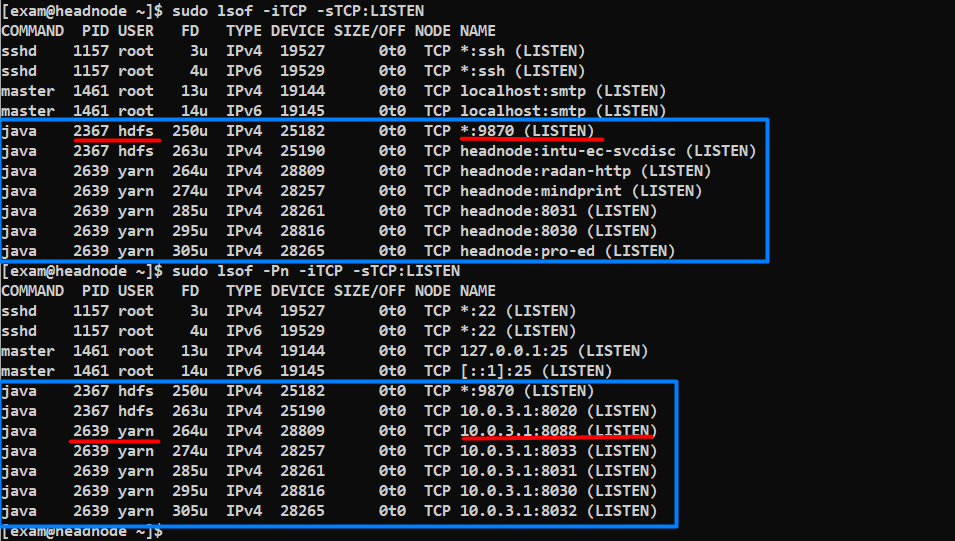 [exam@headnode ~]$ sudo lsof -iTCP -sTCP:LISTEN
COMMAND  PID USER   FD   TYPE DEVICE SIZE/OFF NODE NAME
sshd    1157 root    3u  IPv4  19527      0t0  TCP *:ssh (LISTEN)
sshd    1157 root    4u  IPv6  19529      0t0  TCP *:ssh (LISTEN)
master  1461 root   13u  IPv4  19144      0t0  TCP localhost:smtp (LISTEN)
master  1461 root   14u  IPv6  19145      0t0  TCP localhost:smtp (LISTEN)
java    2367 hdfs  250u  IPv4  25182      0t0  TCP *:9870 (LISTEN)
java    2367 hdfs  263u  IPv4  25190      0t0  TCP headnode:intu-ec-svcdisc (LISTEN)
java    2639 yarn  264u  IPv4  28809      0t0  TCP headnode:radan-http (LISTEN)
java    2639 yarn  274u  IPv4  28257      0t0  TCP headnode:mindprint (LISTEN)
java    2639 yarn  285u  IPv4  28261      0t0  TCP headnode:8031 (LISTEN)
java    2639 yarn  295u  IPv4  28816      0t0  TCP headnode:8030 (LISTEN)
java    2639 yarn  305u  IPv4  28265      0t0  TCP headnode:pro-ed (LISTEN)
[exam@headnode ~]$ sudo lsof -Pn -iTCP -sTCP:LISTEN
COMMAND  PID USER   FD   TYPE DEVICE SIZE/OFF NODE NAME
sshd    1157 root    3u  IPv4  19527      0t0  TCP *:22 (LISTEN)
sshd    1157 root    4u  IPv6  19529      0t0  TCP *:22 (LISTEN)
master  1461 root   13u  IPv4  19144      0t0  TCP 127.0.0.1:25 (LISTEN)
master  1461 root   14u  IPv6  19145      0t0  TCP [::1]:25 (LISTEN)
java    2367 hdfs  250u  IPv4  25182      0t0  TCP *:9870 (LISTEN)
java    2367 hdfs  263u  IPv4  25190      0t0  TCP 10.0.3.1:8020 (LISTEN)
java    2639 yarn  264u  IPv4  28809      0t0  TCP 10.0.3.1:8088 (LISTEN)
java    2639 yarn  274u  IPv4  28257      0t0  TCP 10.0.3.1:8033 (LISTEN)
java    2639 yarn  285u  IPv4  28261      0t0  TCP 10.0.3.1:8031 (LISTEN)
java    2639 yarn  295u  IPv4  28816      0t0  TCP 10.0.3.1:8030 (LISTEN)
java    2639 yarn  305u  IPv4  28265      0t0  TCP 10.0.3.1:8032 (LISTEN)
[exam@headnode ~]$